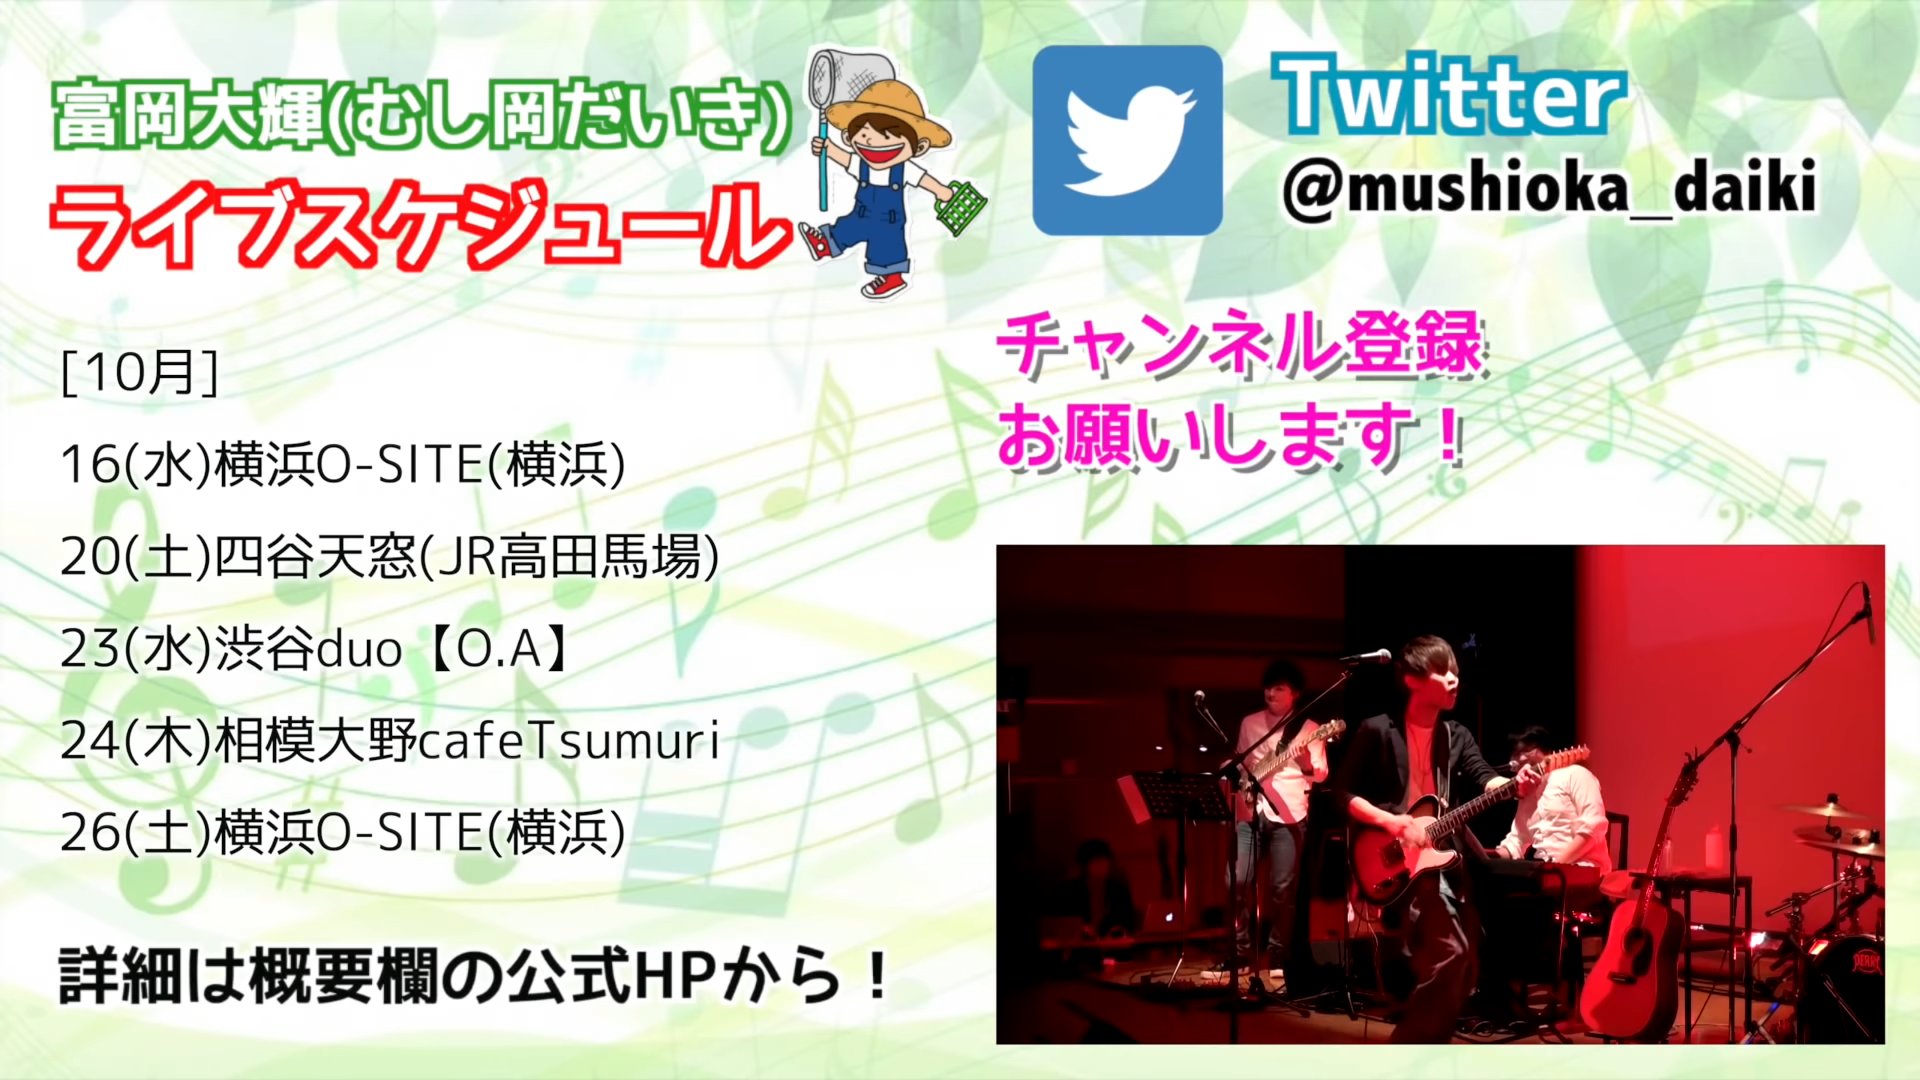 富岡大輝(むし岡だいき)
ライブスケジュール
[10月]
16(水)横浜O-SITE(横浜)
20(土)四谷天窓(JR高田馬場)
23(水)渋谷duo【O.A】
24(木)相模大野cafeTsumuri
26(土)横浜O-SITE(横浜)
詳細は概要欄の公式HPから！
Twitter
@mushioka_daiki
チャンネル登録
お願いします！